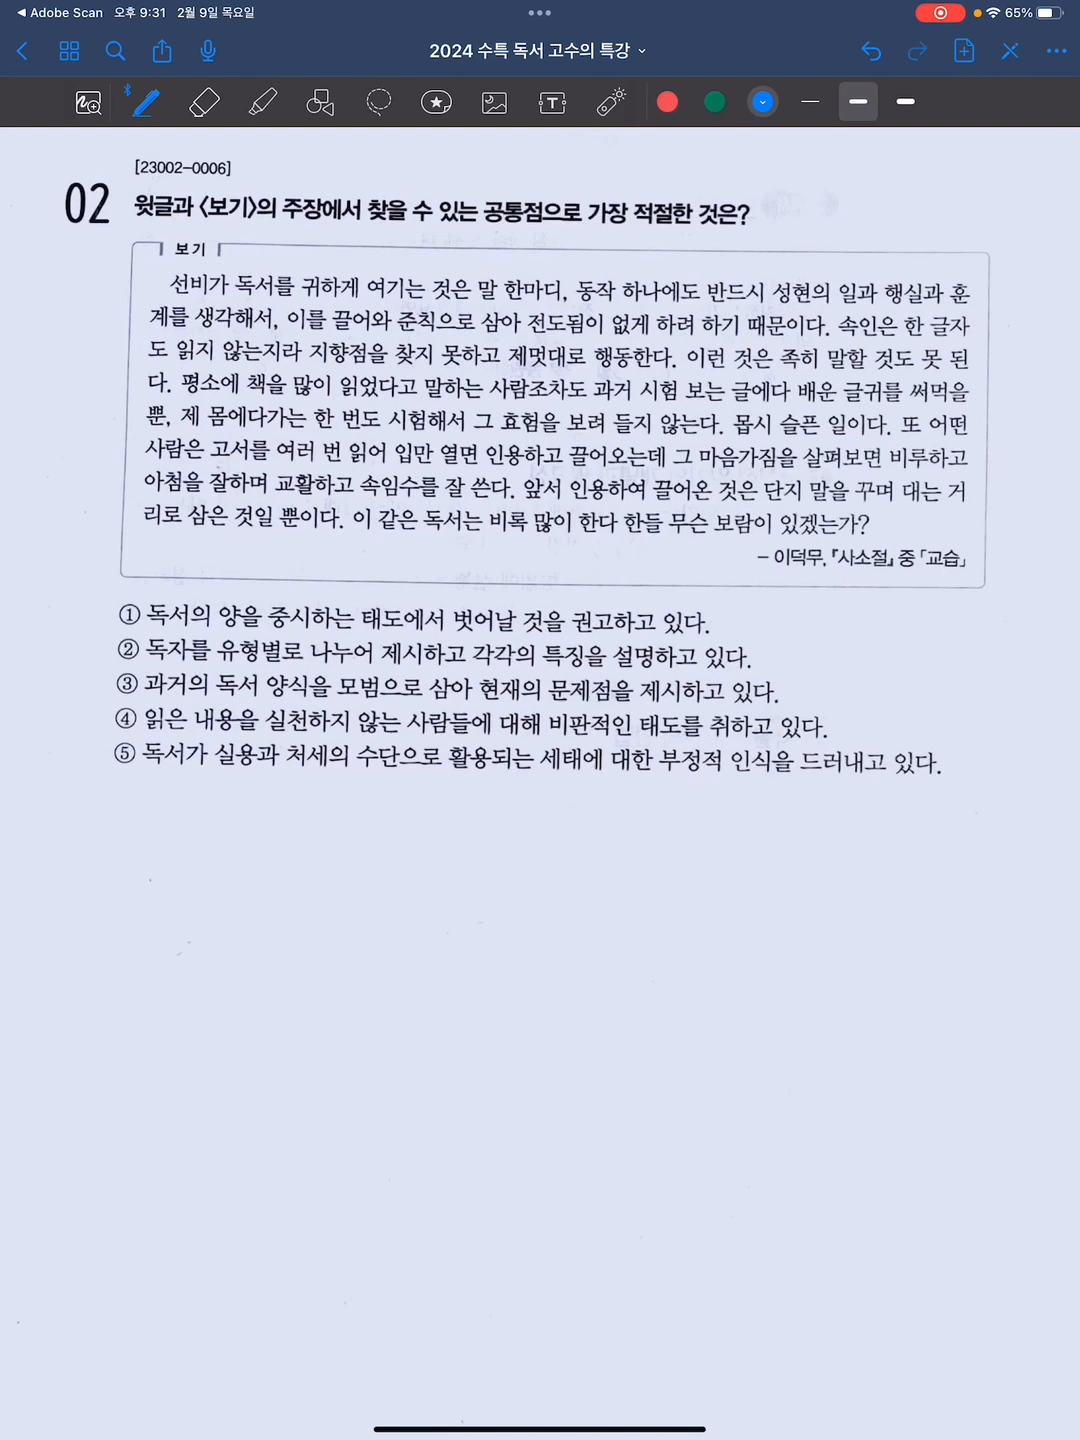 ◀ Adobe Scan 오후 9:31 2월 9일 목요일
65%
2024 수특 독서 고수의 특강
[23002-0006]
02 윗글과 〈보기〉의 주장에서 찾을 수 있는 공통점으로 가장 적절한 것은?
보기
선비가 독서를 귀하게 여기는 것은 말 한마디, 동작 하나에도 반드시 성현의 일과 행실과 훈
계를 생각해서, 이를 끌어와 준칙으로 삼아 전도됨이 없게 하려 하기 때문이다. 속인은 한 글자
도 읽지 않는지라 지향점을 찾지 못하고 제멋대로 행동한다. 이런 것은 족히 말할 것도 못 된
다. 평소에 책을 많이 읽었다고 말하는 사람조차도 과거 시험 보는 글에다 배운 글귀를 써먹을
뿐, 제 몸에다가는 한 번도 시험해서 그 효험을 보려 들지 않는다. 몹시 슬픈 일이다. 또 어떤
사람은 고서를 여러 번 읽어 입만 열면 인용하고 끌어오는데 그 마음가짐을 살펴보면 비루하고
아첨을 잘하며 교활하고 속임수를 잘 쓴다. 앞서 인용하여 끌어온 것은 단지 말을 꾸며 대는 거
리로 삼은 것일 뿐이다. 이 같은 독서는 비록 많이 한다 한들 무슨 보람이 있겠는가?
- 이덕무, 『사소절』 중 「교습」
① 독서의 양을 중시하는 태도에서 벗어날 것을 권고하고 있다.
② 독자를 유형별로 나누어 제시하고 각각의 특징을 설명하고 있다.
③ 과거의 독서 양식을 모범으로 삼아 현재의 문제점을 제시하고 있다.
④ 읽은 내용을 실천하지 않는 사람들에 대해 비판적인 태도를 취하고 있다.
⑤ 독서가 실용과 처세의 수단으로 활용되는 세태에 대한 부정적 인식을 드러내고 있다.